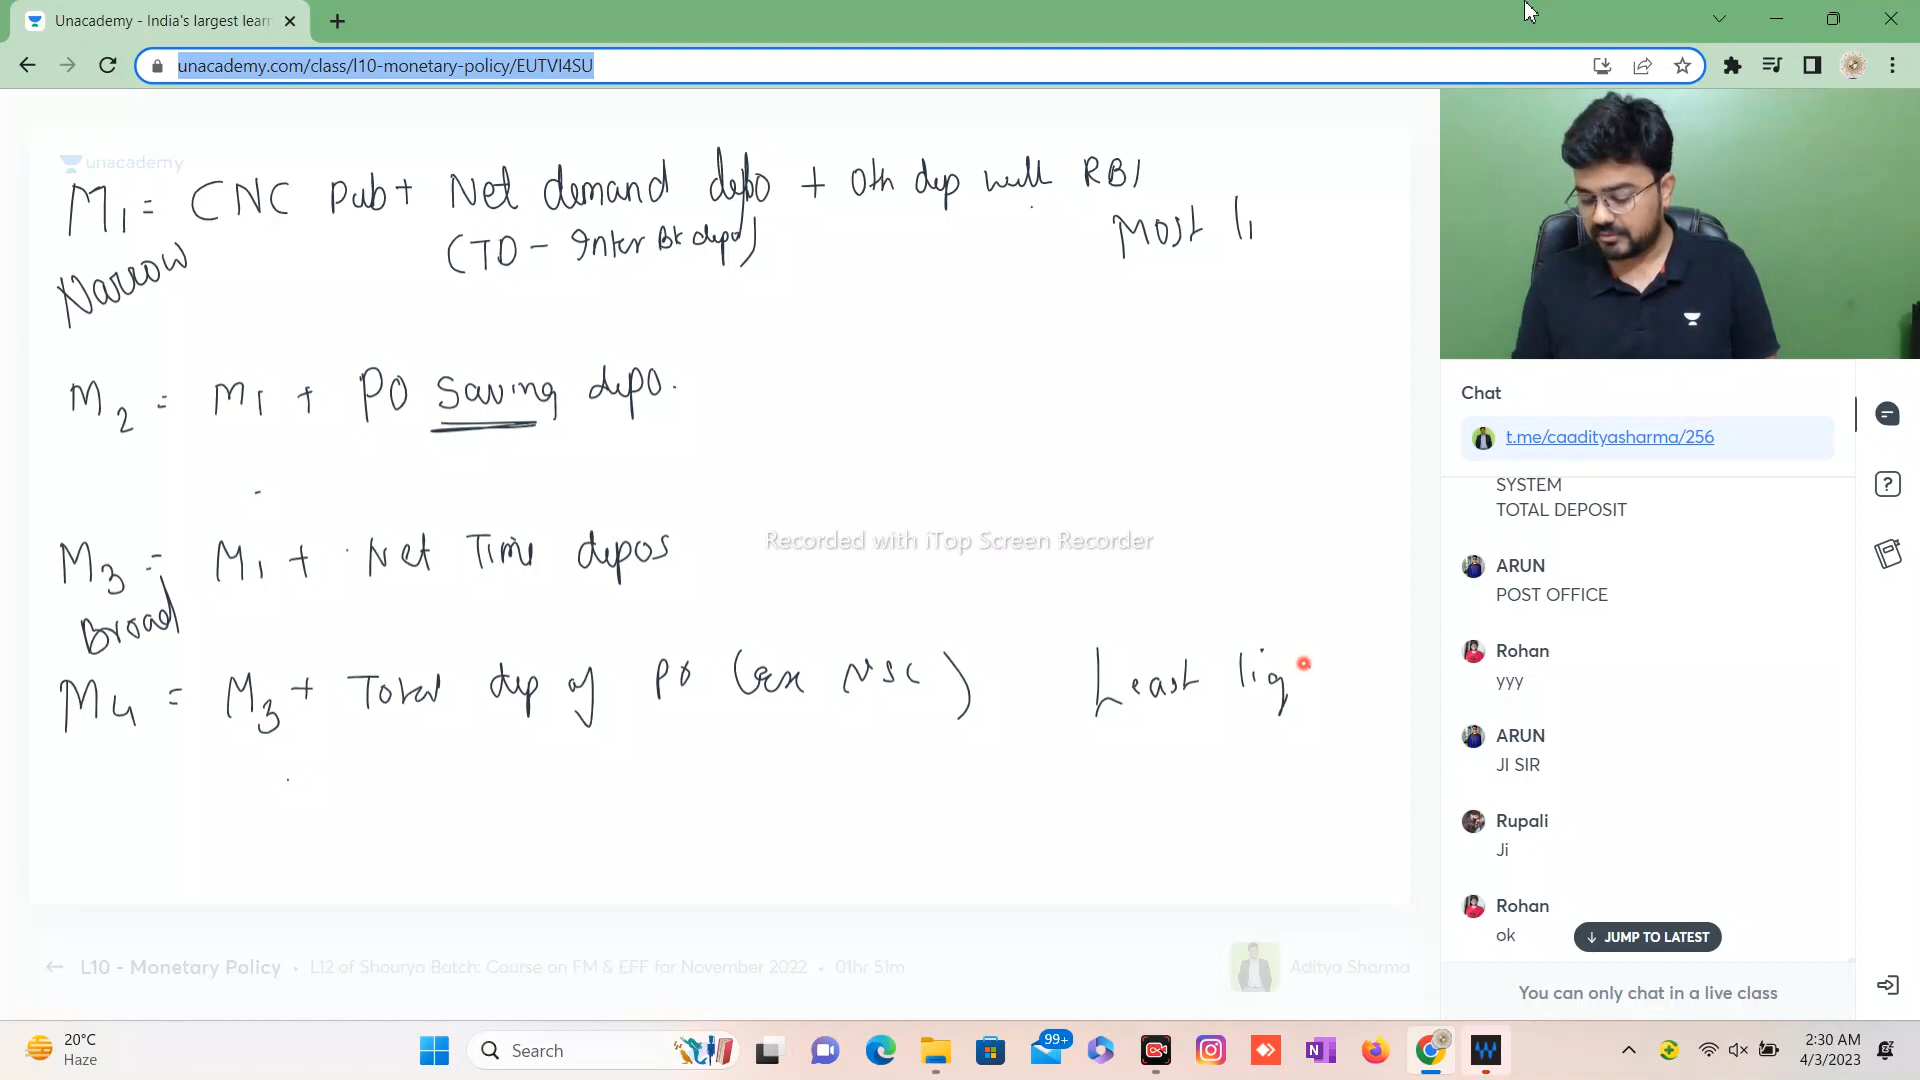 Unacademy - India's largest lear
unacademy.com/class/l10-monetary-policy/EUTVI4SU
unacademy
M1 = CNC Pub + Net demand depo + Oth dep with RBI
(TD - Inter Bk depo)
Most li
Narrow
M2 = M1 + PO Saving depo.
M3 = M1 + Net Time depos
Broad
M4 = M3 + Total dep of PO (ex NSC)
Least liq
Recorded with iTop Screen Recorder
L10 - Monetary Policy • L12 of Shourya Batch: Course on FM & EFF for November 2022 • 01hr 51m
Aditya Sharma
Chat
t.me/caadityasharma/256
SYSTEM
TOTAL DEPOSIT
ARUN
POST OFFICE
Rohan
yyy
ARUN
JI SIR
Rupali
Ji
Rohan
ok
JUMP TO LATEST
You can only chat in a live class
20°C
Haze
Search
99+
2:30 AM
4/3/2023